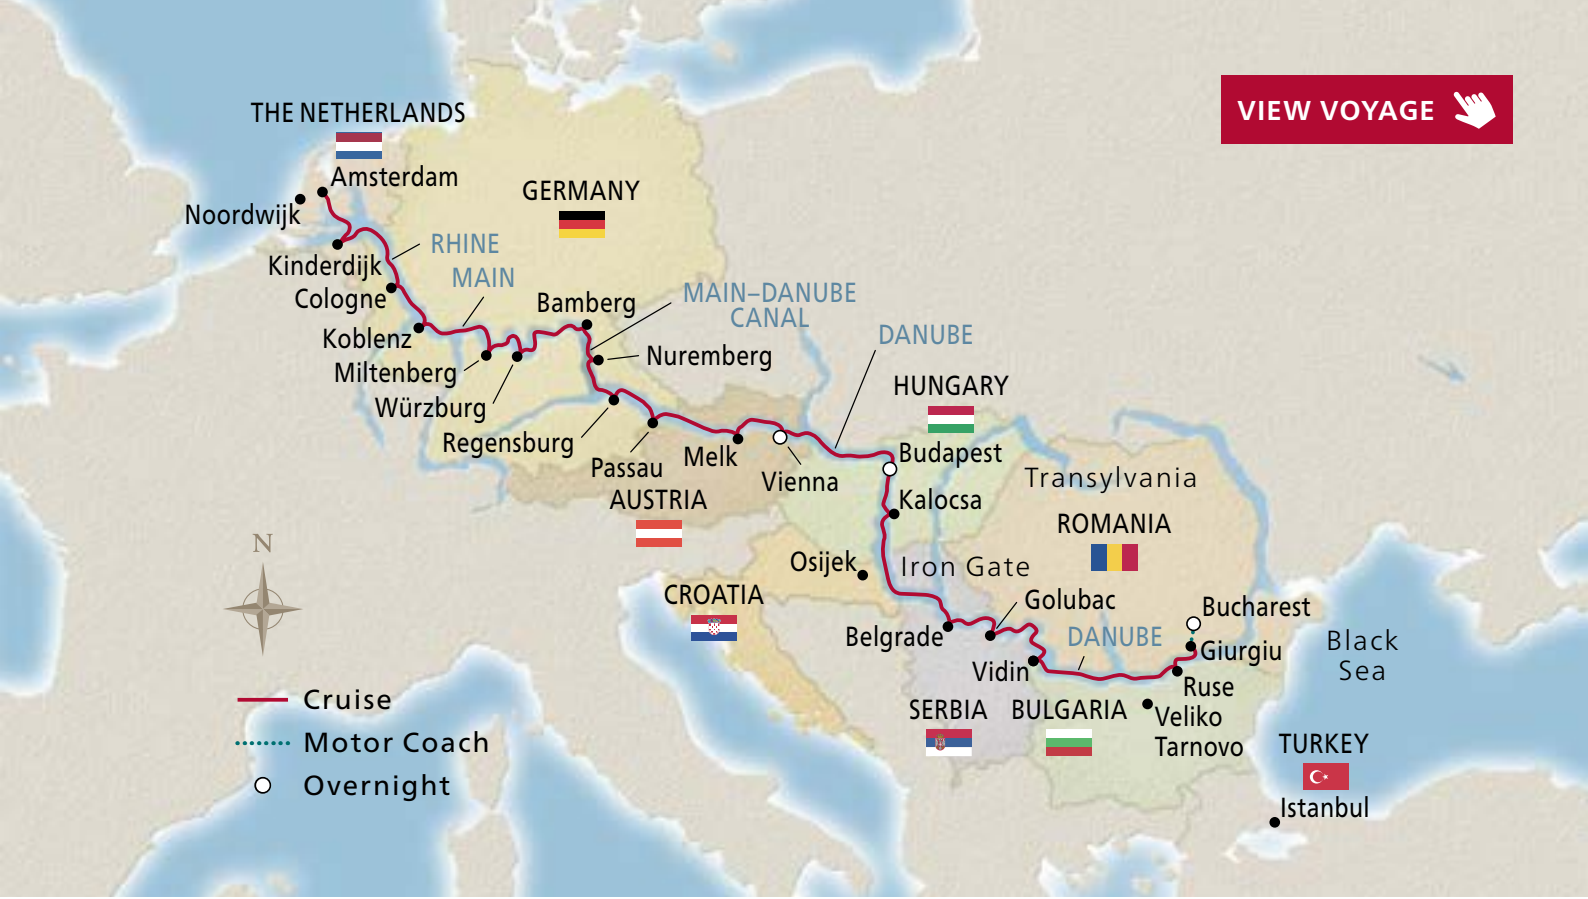 VIEW VOYAGE
THE NETHERLANDS
Amsterdam
Noordwijk
GERMANY
RHINE
MAIN
Kinderdijk
Cologne
Koblenz
Miltenberg
Würzburg
Bamberg
MAIN–DANUBE
CANAL
Nuremberg
Regensburg
Passau
Melk
Vienna
AUSTRIA
DANUBE
HUNGARY
Budapest
Kalocsa
Transylvania
ROMANIA
Osijek
Iron Gate
CROATIA
Golubac
Belgrade
DANUBE
Bucharest
Giurgiu
Black
Sea
Vidin
Ruse
SERBIA
BULGARIA
Veliko
Tarnovo
TURKEY
Istanbul
N
Cruise
Motor Coach
Overnight